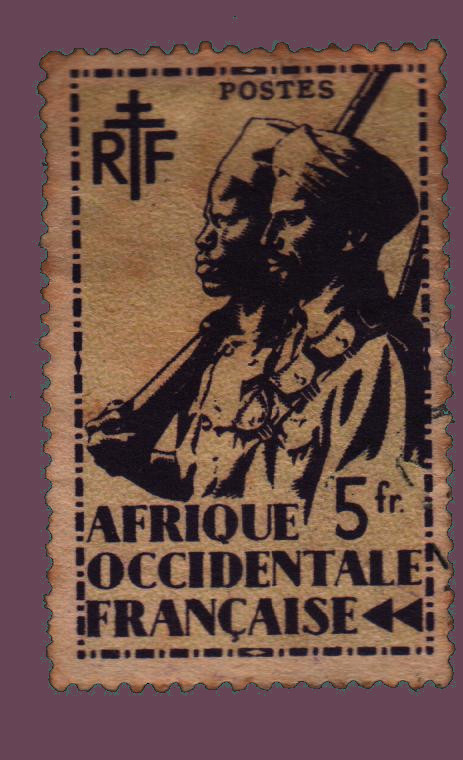 POSTES
RF
5 fr.
AFRIQUE
OCCIDENTALE
FRANÇAISE